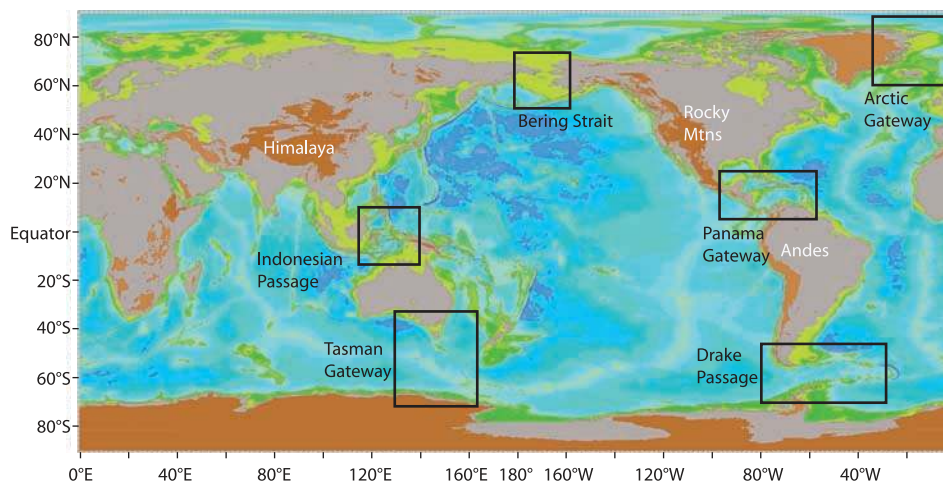 80°N
60°N
40°N
20°N
Equator
20°S
40°S
60°S
80°S
Himalaya
Indonesian
Passage
Tasman
Gateway
Bering Strait
Rocky
Mtns
Arctic
Gateway
Panama
Gateway
Andes
Drake
Passage
0°E
40°E
80°E
120°E
160°E
180°
160°W
120°W
80°W
40°W